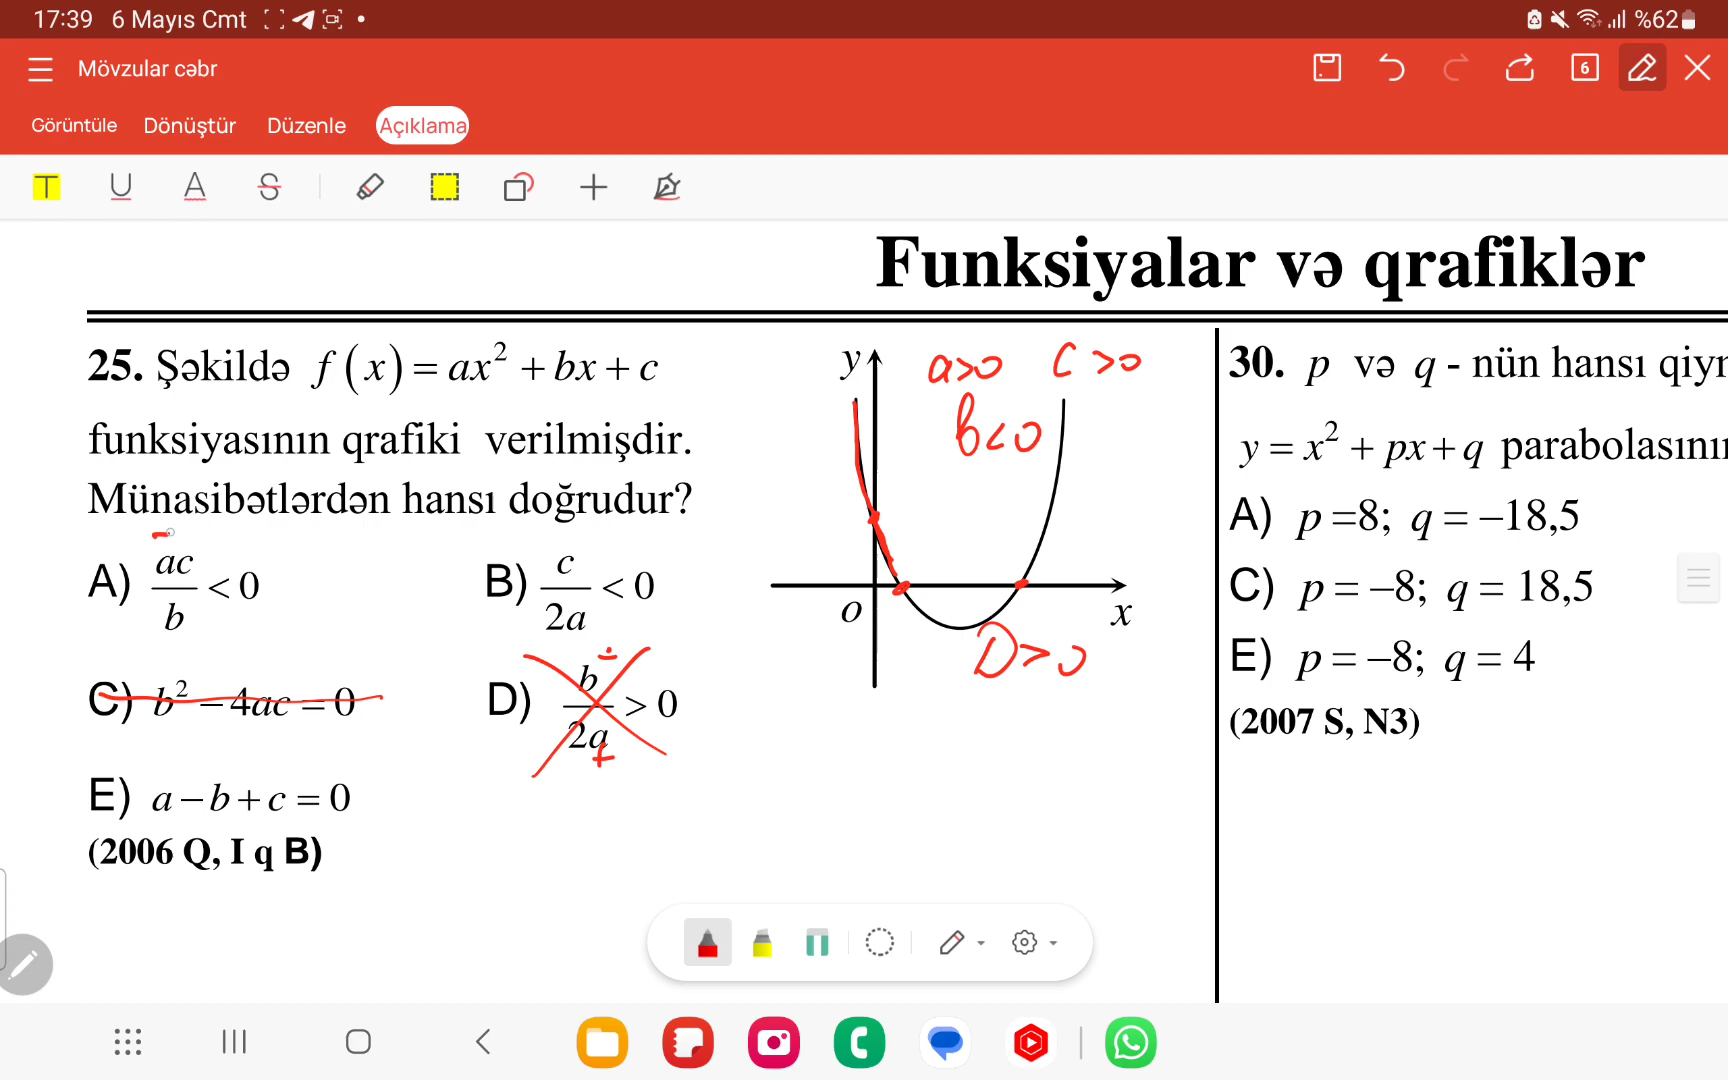 17:39 6 Mayıs Cmt %62
Mövzular cəbr 6
Görüntüle Dönüştür Düzenle Açıklama
T U A S
Funksiyalar və qrafiklər
25. Şəkildə f(x) = ax² + bx + c
funksiyasının qrafiki verilmişdir.
Münasibətlərdən hansı doğrudur?
A) ac/b < 0 B) c/2a < 0
C) b² – 4ac = 0 D) b/2a > 0
E) a – b + c = 0
(2006 Q, I q B)
y a>0 c>0
b<0
o x
D>0
÷
+
30. p və q - nün hansı qiy
y = x² + px + q parabolasını
A) p =8; q = –18,5
C) p = –8; q = 18,5
E) p = –8; q = 4
(2007 S, N3)